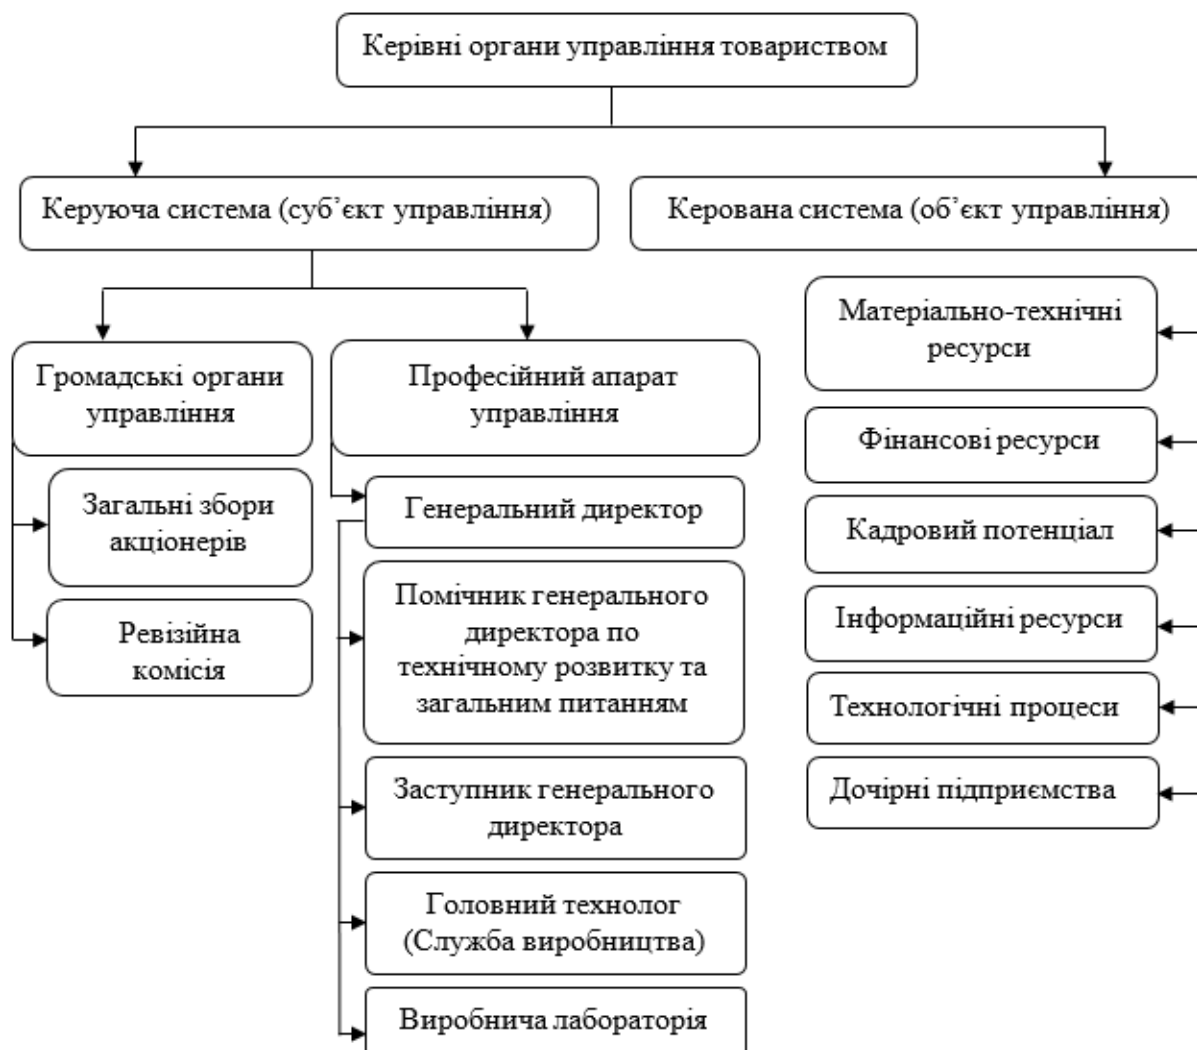 Керівні органи управління товариством
Керуюча система (суб’єкт управління)
Керована система (об’єкт управління)
Громадські органи
управління
Загальні збори
акціонерів
Ревізійна
комісія
Професійний апарат
управління
Генеральний директор
Помічник генерального
директора по
технічному розвитку та
загальним питанням
Заступник генерального
директора
Головний технолог
(Служба виробництва)
Виробнича лабораторія
Матеріально-технічні
ресурси
Фінансові ресурси
Кадровий потенціал
Інформаційні ресурси
Технологічні процеси
Дочірні підприємства